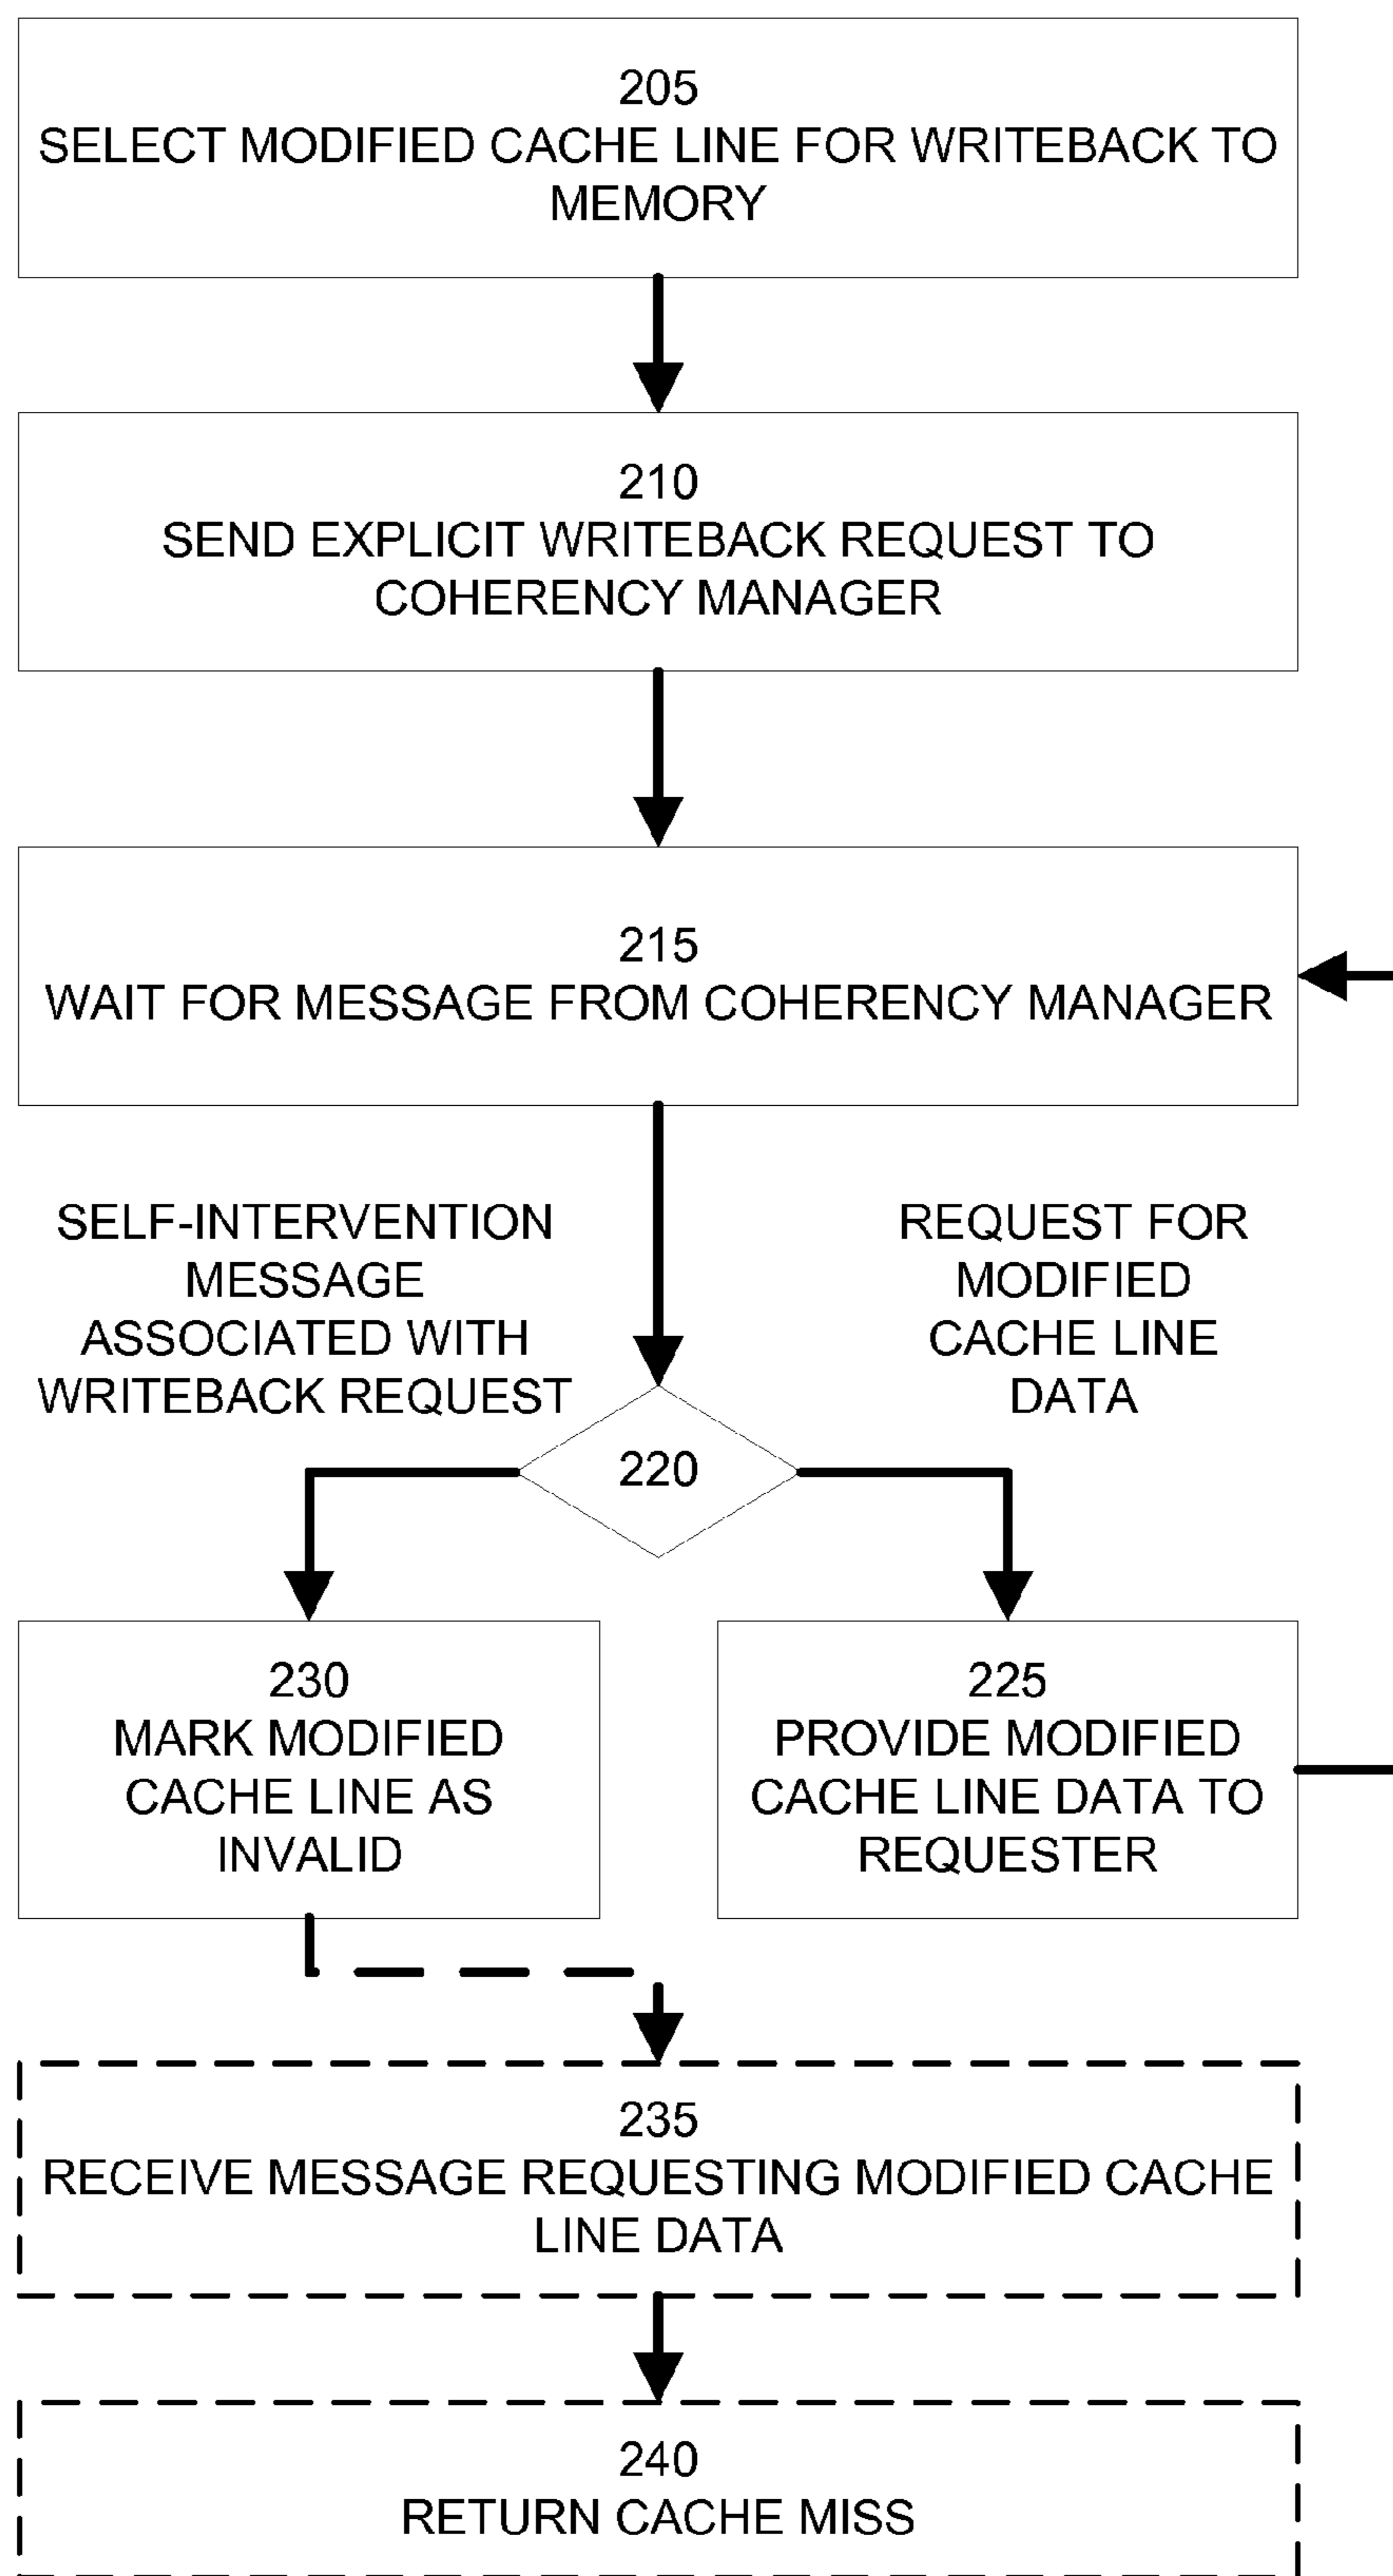 205
SELECT MODIFIED CACHE LINE FOR WRITEBACK TO
MEMORY
210
SEND EXPLICIT WRITEBACK REQUEST TO
COHERENCY MANAGER
215
WAIT FOR MESSAGE FROM COHERENCY MANAGER
SELF-INTERVENTION
MESSAGE
ASSOCIATED WITH
WRITEBACK REQUEST
REQUEST FOR
MODIFIED
CACHE LINE
DATA
220
230
MARK MODIFIED
CACHE LINE AS
INVALID
225
PROVIDE MODIFIED
CACHE LINE DATA TO
REQUESTER
235
RECEIVE MESSAGE REQUESTING MODIFIED CACHE
LINE DATA
240
RETURN CACHE MISS